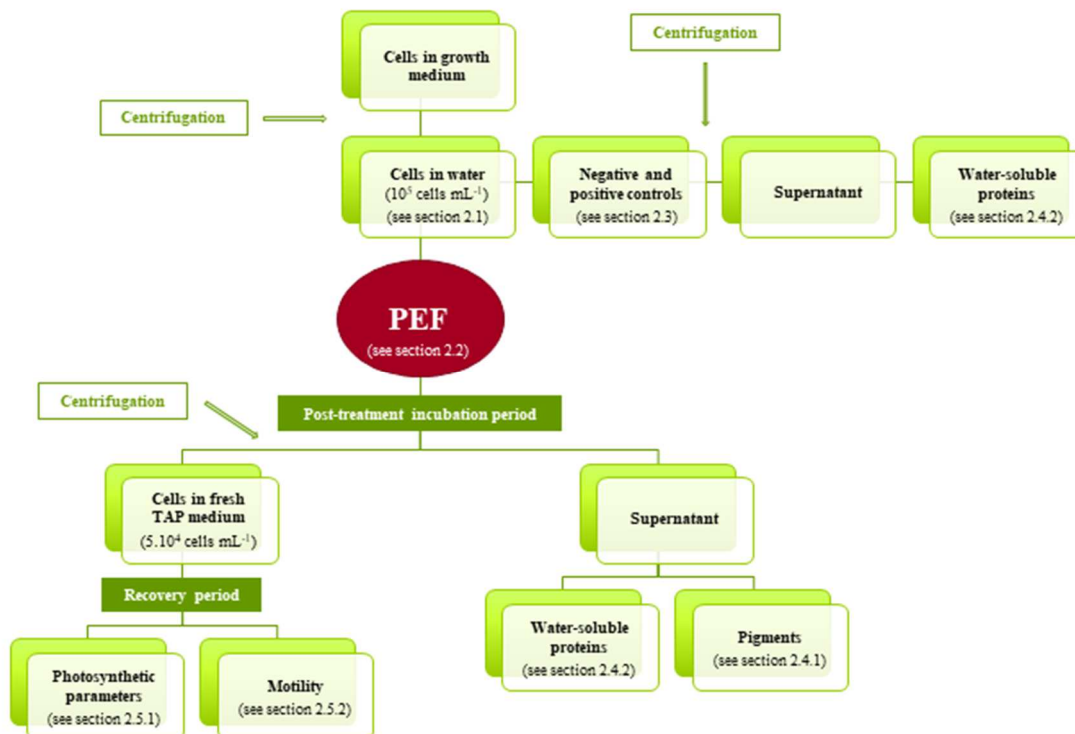 Centrifugation
Cells in growth
medium
Centrifugation
Cells in water
(10⁵ cells mL⁻¹)
(see section 2.1)
Negative and
positive controls
(see section 2.3)
Supernatant
Water-soluble
proteins
(see section 2.4.2)
PEF
(see section 2.2)
Centrifugation
Post-treatment incubation period
Cells in fresh
TAP medium
(5.10⁴ cells mL⁻¹)
Supernatant
Recovery period
Water-soluble
proteins
(see section 2.4.2)
Pigments
(see section 2.4.1)
Photosynthetic
parameters
(see section 2.5.1)
Motility
(see section 2.5.2)